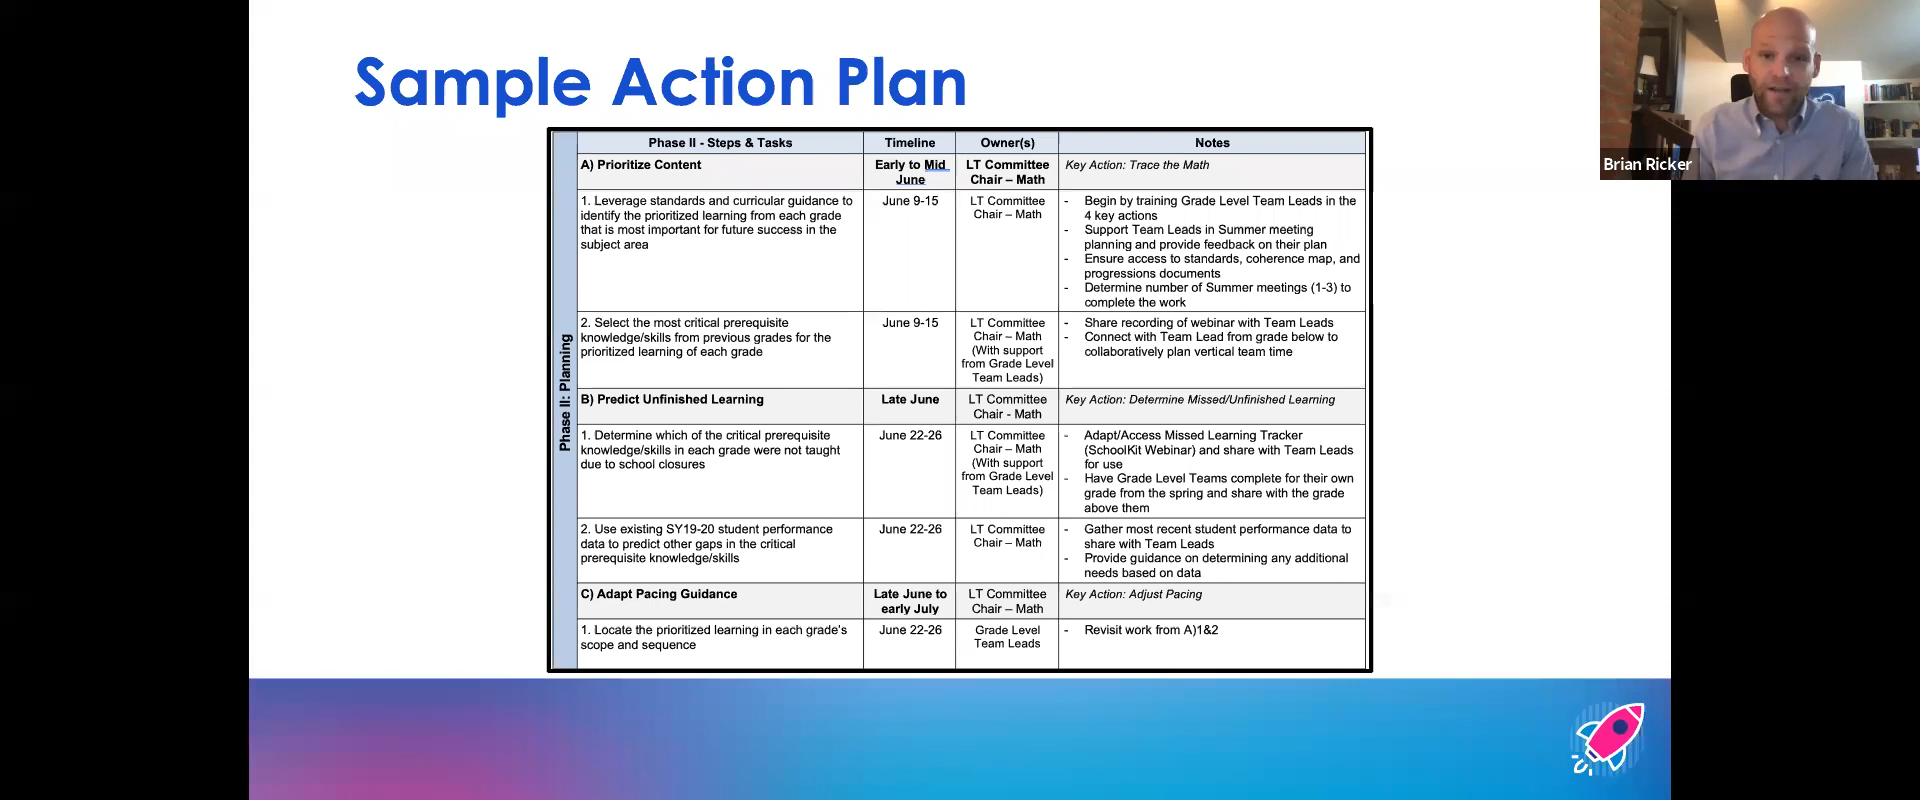 Sample Action Plan
Brian Ricker
Phase II: Planning
Phase II - Steps & Tasks
Timeline
Owner(s)
Notes
A) Prioritize Content
Early to Mid
June
LT Committee
Chair – Math
Key Action: Trace the Math
1. Leverage standards and curricular guidance to
identify the prioritized learning from each grade
that is most important for future success in the
subject area
June 9-15
LT Committee
Chair – Math
- Begin by training Grade Level Team Leads in the
4 key actions
- Support Team Leads in Summer meeting
planning and provide feedback on their plan
- Ensure access to standards, coherence map, and
progressions documents
- Determine number of Summer meetings (1-3) to
complete the work
2. Select the most critical prerequisite
knowledge/skills from previous grades for the
prioritized learning of each grade
June 9-15
LT Committee
Chair – Math
(With support
from Grade Level
Team Leads)
- Share recording of webinar with Team Leads
- Connect with Team Lead from grade below to
collaboratively plan vertical team time
B) Predict Unfinished Learning
Late June
LT Committee
Chair - Math
Key Action: Determine Missed/Unfinished Learning
1. Determine which of the critical prerequisite
knowledge/skills in each grade were not taught
due to school closures
June 22-26
LT Committee
Chair – Math
(With support
from Grade Level
Team Leads)
- Adapt/Access Missed Learning Tracker
(SchoolKit Webinar) and share with Team Leads
for use
- Have Grade Level Teams complete for their own
grade from the spring and share with the grade
above them
2. Use existing SY19-20 student performance
data to predict other gaps in the critical
prerequisite knowledge/skills
June 22-26
LT Committee
Chair – Math
- Gather most recent student performance data to
share with Team Leads
- Provide guidance on determining any additional
needs based on data
C) Adapt Pacing Guidance
Late June to
early July
LT Committee
Chair – Math
Key Action: Adjust Pacing
1. Locate the prioritized learning in each grade's
scope and sequence
June 22-26
Grade Level
Team Leads
- Revisit work from A)1&2